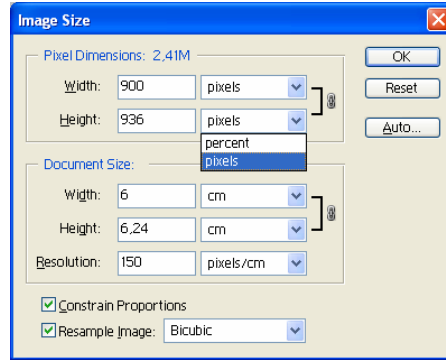 Image Size
Pixel Dimensions: 2,41M
Width: 900 pixels
Height: 936 pixels
percent
pixels
Document Size:
Width: 6 cm
Height: 6,24 cm
Resolution: 150 pixels/cm
Constrain Proportions
Resample Image: Bicubic
OK
Reset
Auto...